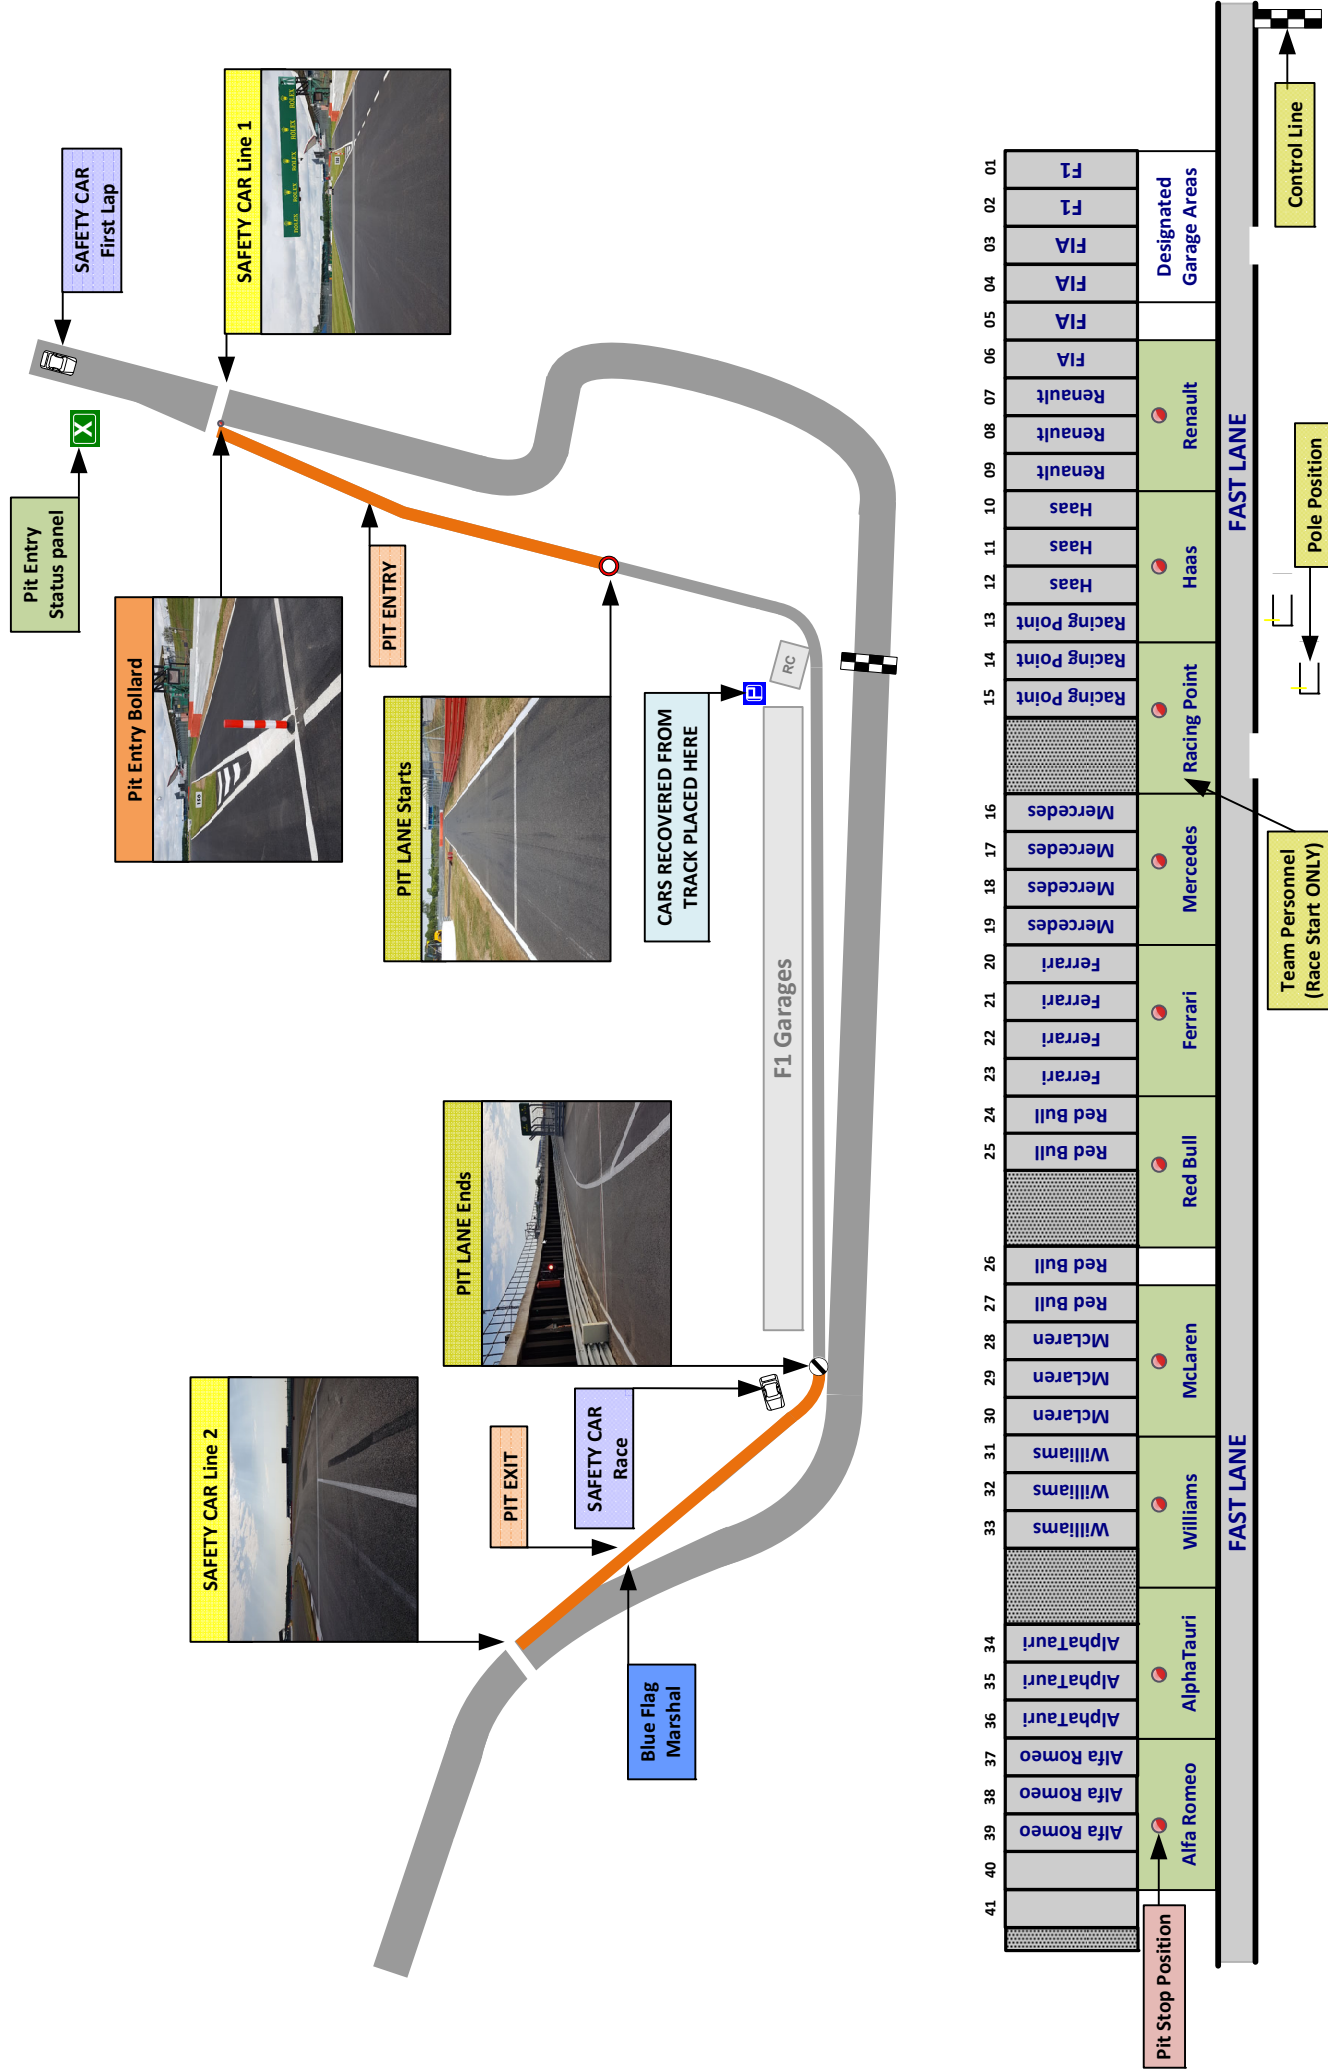 Pit Entry
Status panel
SAFETY CAR
First Lap
X
SAFETY CAR Line 1
ROLEX
ROLEX
ROLEX
ROLEX
ROLEX
Pit Entry Bollard
PIT ENTRY
PIT LANE Starts
CARS RECOVERED FROM
TRACK PLACED HERE
P
RC
F1 Garages
PIT LANE Ends
SAFETY CAR Line 2
PIT EXIT
SAFETY CAR
Race
Blue Flag
Marshal
41
40
39
38
37
36
35
34
33
32
31
30
29
28
27
26
25
24
23
22
21
20
19
18
17
16
15
14
13
12
11
10
09
08
07
06
05
04
03
02
01
Alfa Romeo
Alfa Romeo
Alfa Romeo
AlphaTauri
AlphaTauri
AlphaTauri
Williams
Williams
Williams
McLaren
McLaren
McLaren
Red Bull
Red Bull
Red Bull
Red Bull
Ferrari
Ferrari
Ferrari
Ferrari
Mercedes
Mercedes
Mercedes
Mercedes
Racing Point
Racing Point
Racing Point
Haas
Haas
Haas
Renault
Renault
Renault
FIA
FIA
FIA
FIA
F1
F1
Alfa Romeo
AlphaTauri
Williams
McLaren
Red Bull
Ferrari
Mercedes
Racing Point
Haas
Renault
Designated
Garage Areas
FAST LANE
FAST LANE
Pit Stop Position
Team Personnel
(Race Start ONLY)
Pole Position
Control Line